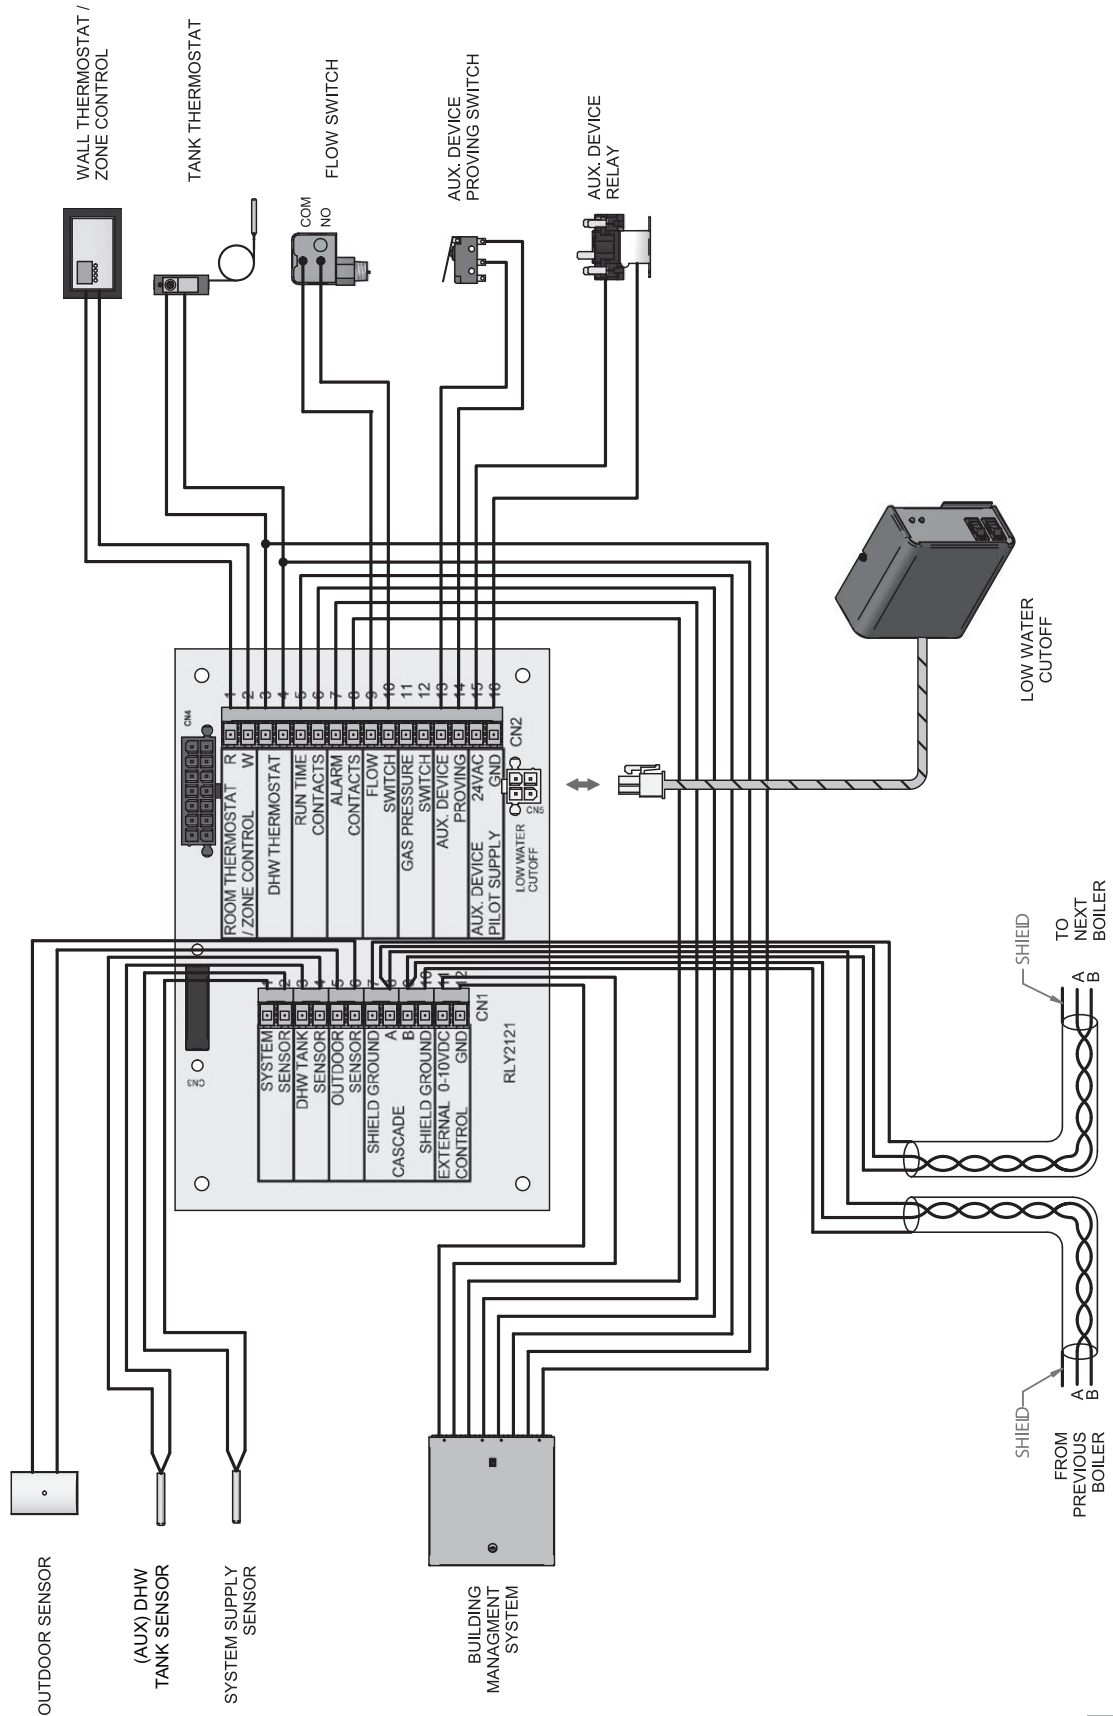 OUTDOOR SENSOR
(AUX) DHW
TANK SENSOR
SYSTEM SUPPLY
SENSOR
BUILDING
MANAGMENT
SYSTEM
FROM
PREVIOUS
BOILER
SHIELD
A
B
CN3
SYSTEM
SENSOR
DHW TANK
SENSOR
OUTDOOR
SENSOR
SHIELD GROUND
A
CASCADE
B
SHIELD GROUND
EXTERNAL 0-10VDC
CONTROL GND
1
2
3
4
5
6
7
8
9
10
11
12
CN1
RLY2121
CN4
ROOM THERMOSTAT R
/ ZONE CONTROL W
DHW THERMOSTAT
RUN TIME
CONTACTS
ALARM
CONTACTS
FLOW
SWITCH
GAS PRESSURE
SWITCH
AUX. DEVICE
PROVING
AUX. DEVICE 24VAC
PILOT SUPPLY GND
1
2
3
4
5
6
7
8
9
10
11
12
13
14
15
16
CN2
LOW WATER
CUTOFF
CN5
WALL THERMOSTAT /
ZONE CONTROL
TANK THERMOSTAT
COM
NO
FLOW SWITCH
AUX. DEVICE
PROVING SWITCH
AUX. DEVICE
RELAY
LOW WATER
CUTOFF
SHIELD
A
B
TO
NEXT
BOILER